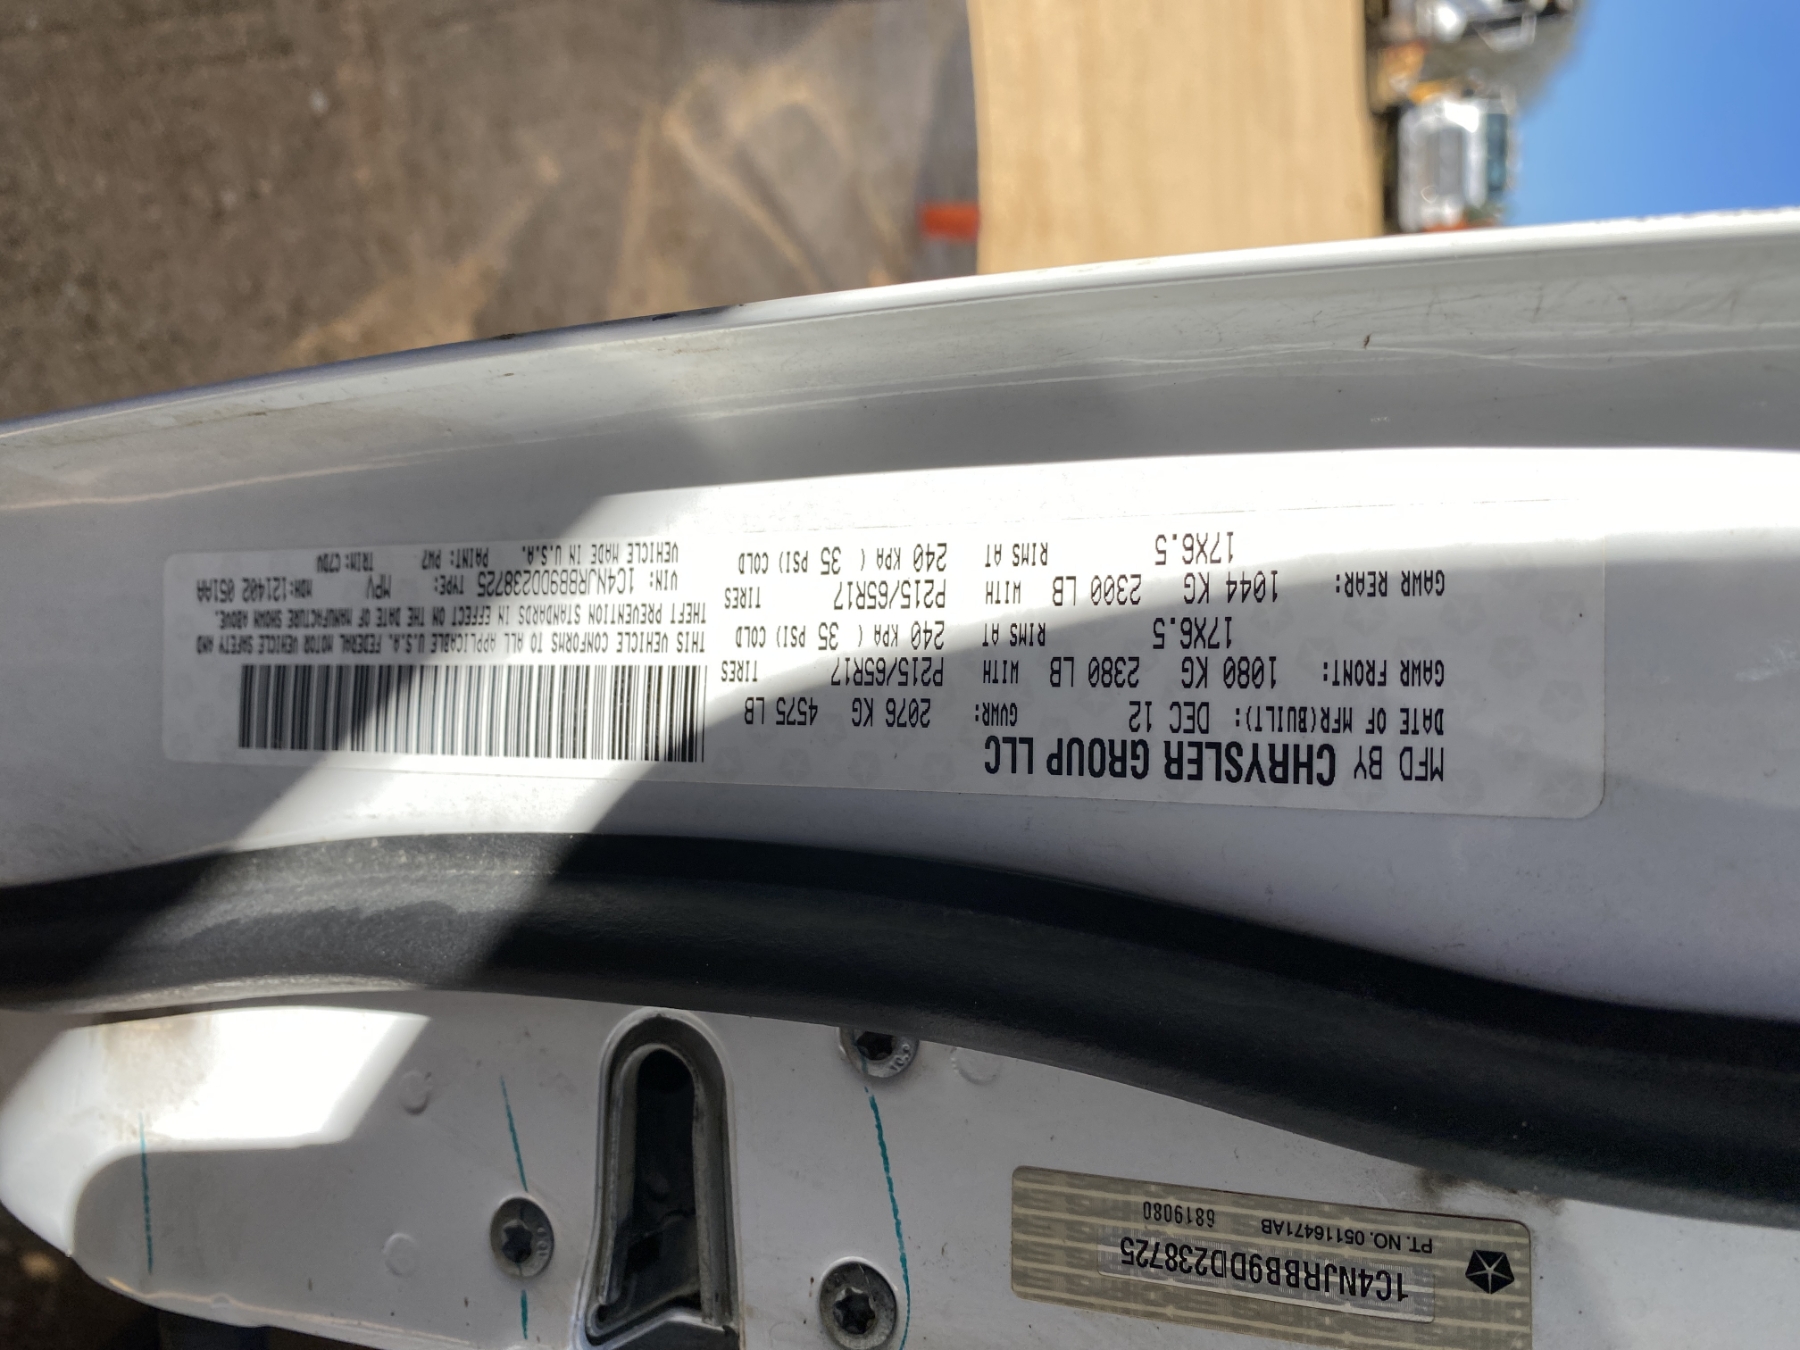 MFD BY CHRYSLER GROUP LLC
DATE OF MFR(BUILT): DEC 12 GVWR: 2076 KG 4575 LB
GAWR FRONT: 1080 KG 2380 LB WITH P215/65R17 TIRES
17X6.5 RIMS AT 240 KPA ( 35 PSI) COLD
GAWR REAR: 1044 KG 2300 LB WITH P215/65R17 TIRES
17X6.5 RIMS AT 240 KPA ( 35 PSI) COLD
THIS VEHICLE CONFORMS TO ALL APPLICABLE U.S.A. FEDERAL MOTOR VEHICLE SAFETY AND
THEFT PREVENTION STANDARDS IN EFFECT ON THE DATE OF MANUFACTURE SHOWN ABOVE.
VIN: 1C4NJRBB9DD238725 TYPE: MPV MDH:121402 051AA
VEHICLE MADE IN U.S.A. PAINT: PW7 TRIM: C7DV
1C4NJRBB9DD238725
PT. NO. 05116471AB 6819080
10.9
10.9